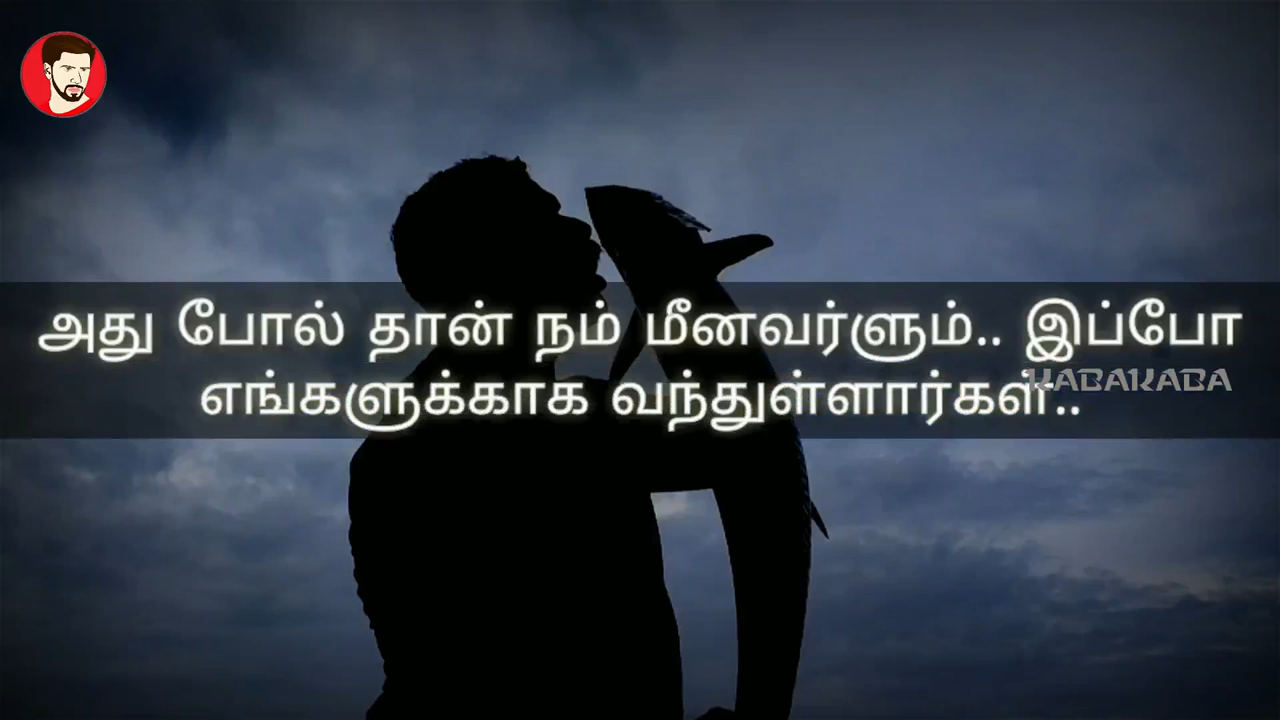 அது போல் தான் நம் மீனவர்ளும்.. இப்போ
எங்களுக்காக வந்துள்ளார்கள்..
KABAKABA